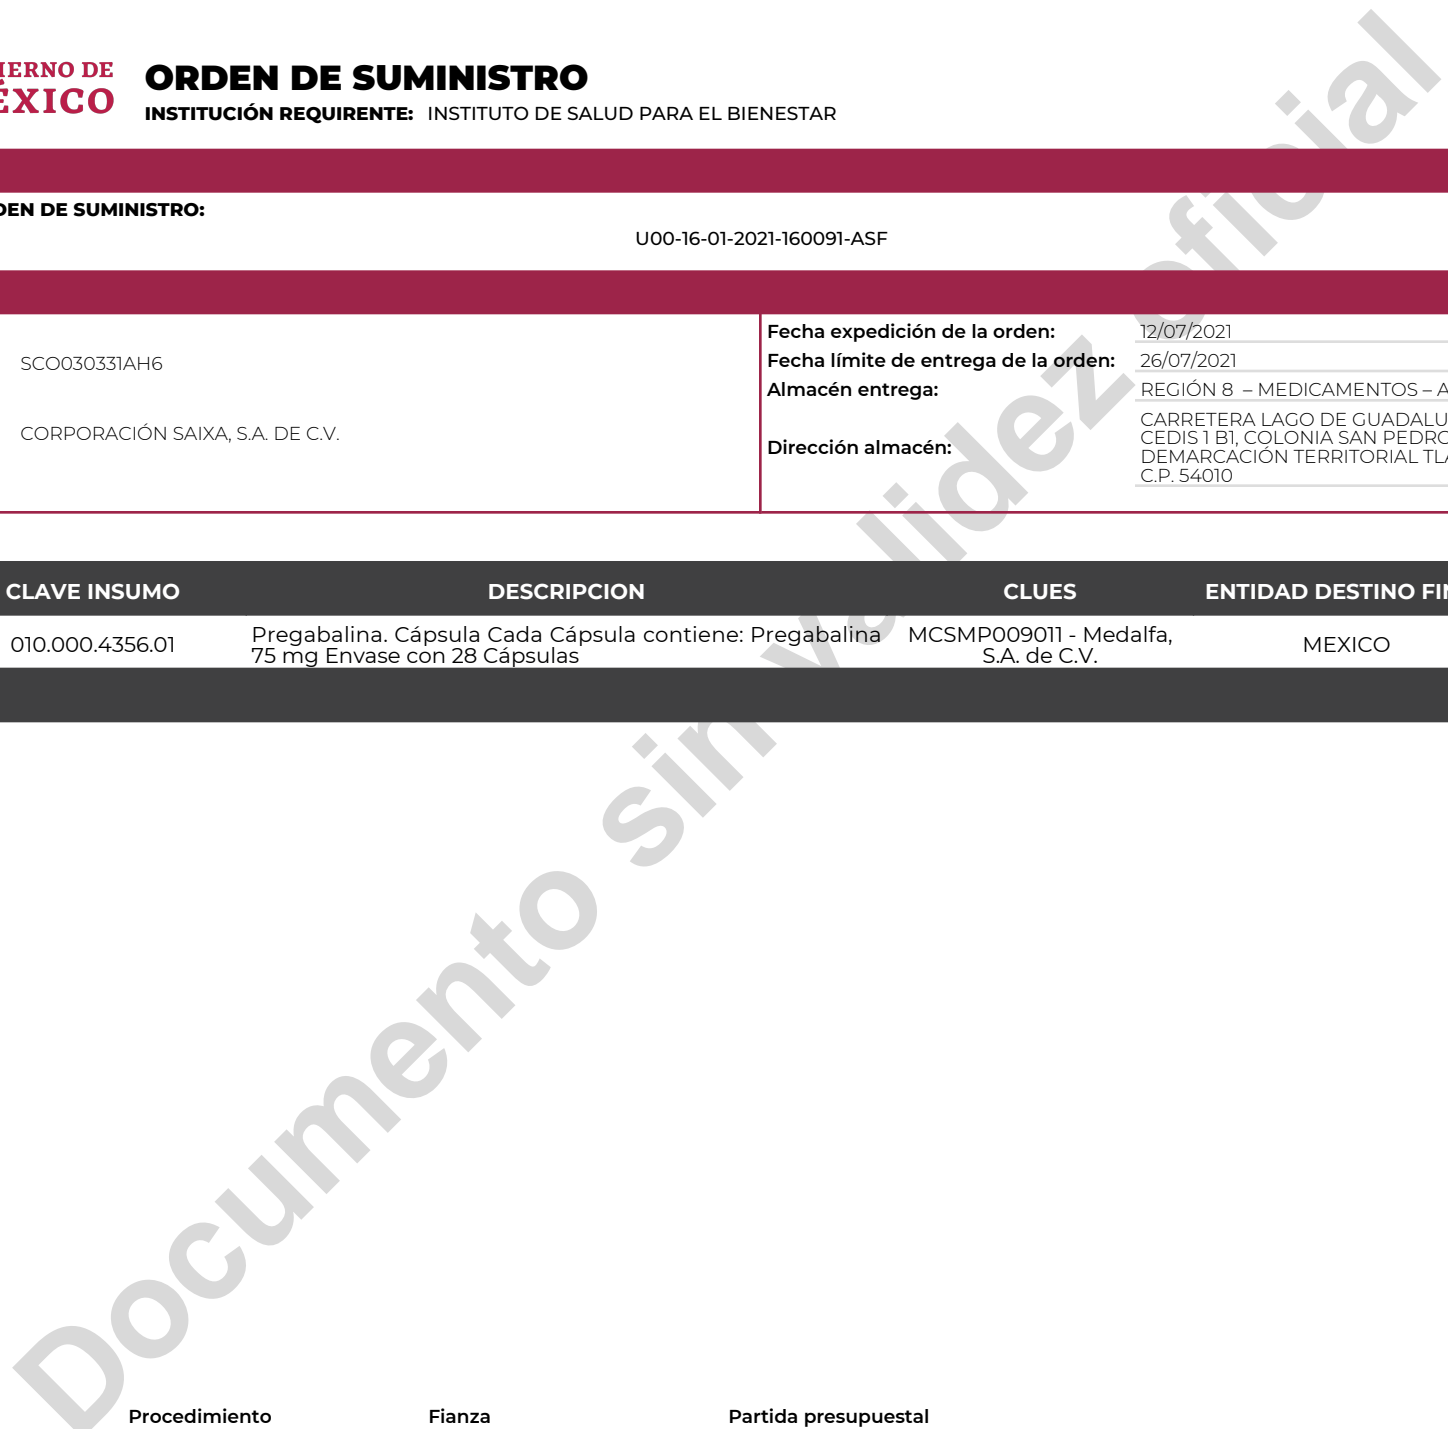 IERNO DE
ÉXICO
ORDEN DE SUMINISTRO
INSTITUCIÓN REQUIRENTE: INSTITUTO DE SALUD PARA EL BIENESTAR
DEN DE SUMINISTRO:
U00-16-01-2021-160091-ASF
SCO030331AH6
CORPORACIÓN SAIXA, S.A. DE C.V.
Fecha expedición de la orden: 12/07/2021
Fecha límite de entrega de la orden: 26/07/2021
Almacén entrega: REGIÓN 8 – MEDICAMENTOS – A
Dirección almacén:
CARRETERA LAGO DE GUADALU
CEDIS 1 B1, COLONIA SAN PEDRO
DEMARCACIÓN TERRITORIAL TLA
C.P. 54010
CLAVE INSUMO DESCRIPCION CLUES ENTIDAD DESTINO FIN
010.000.4356.01
Pregabalina. Cápsula Cada Cápsula contiene: Pregabalina
75 mg Envase con 28 Cápsulas
MCSMP009011 - Medalfa,
S.A. de C.V.
MEXICO
Documento sin validez oficial
Procedimiento Fianza Partida presupuestal